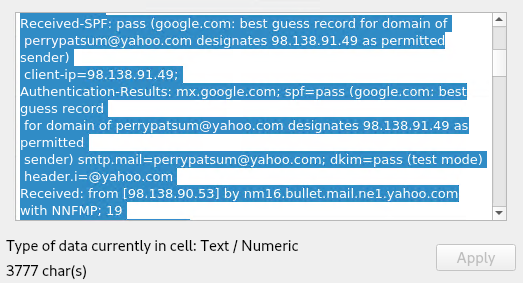 Received-SPF: pass (google.com: best guess record for domain of
perrypatsum@yahoo.com designates 98.138.91.49 as permitted
sender)
client-ip=98.138.91.49;
Authentication-Results: mx.google.com; spf=pass (google.com: best
guess record
for domain of perrypatsum@yahoo.com designates 98.138.91.49 as
permitted
sender) smtp.mail=perrypatsum@yahoo.com; dkim=pass (test mode)
header.i=@yahoo.com
Received: from [98.138.90.53] by nm16.bullet.mail.ne1.yahoo.com
with NNFMP; 19
Type of data currently in cell: Text / Numeric
3777 char(s)
Apply